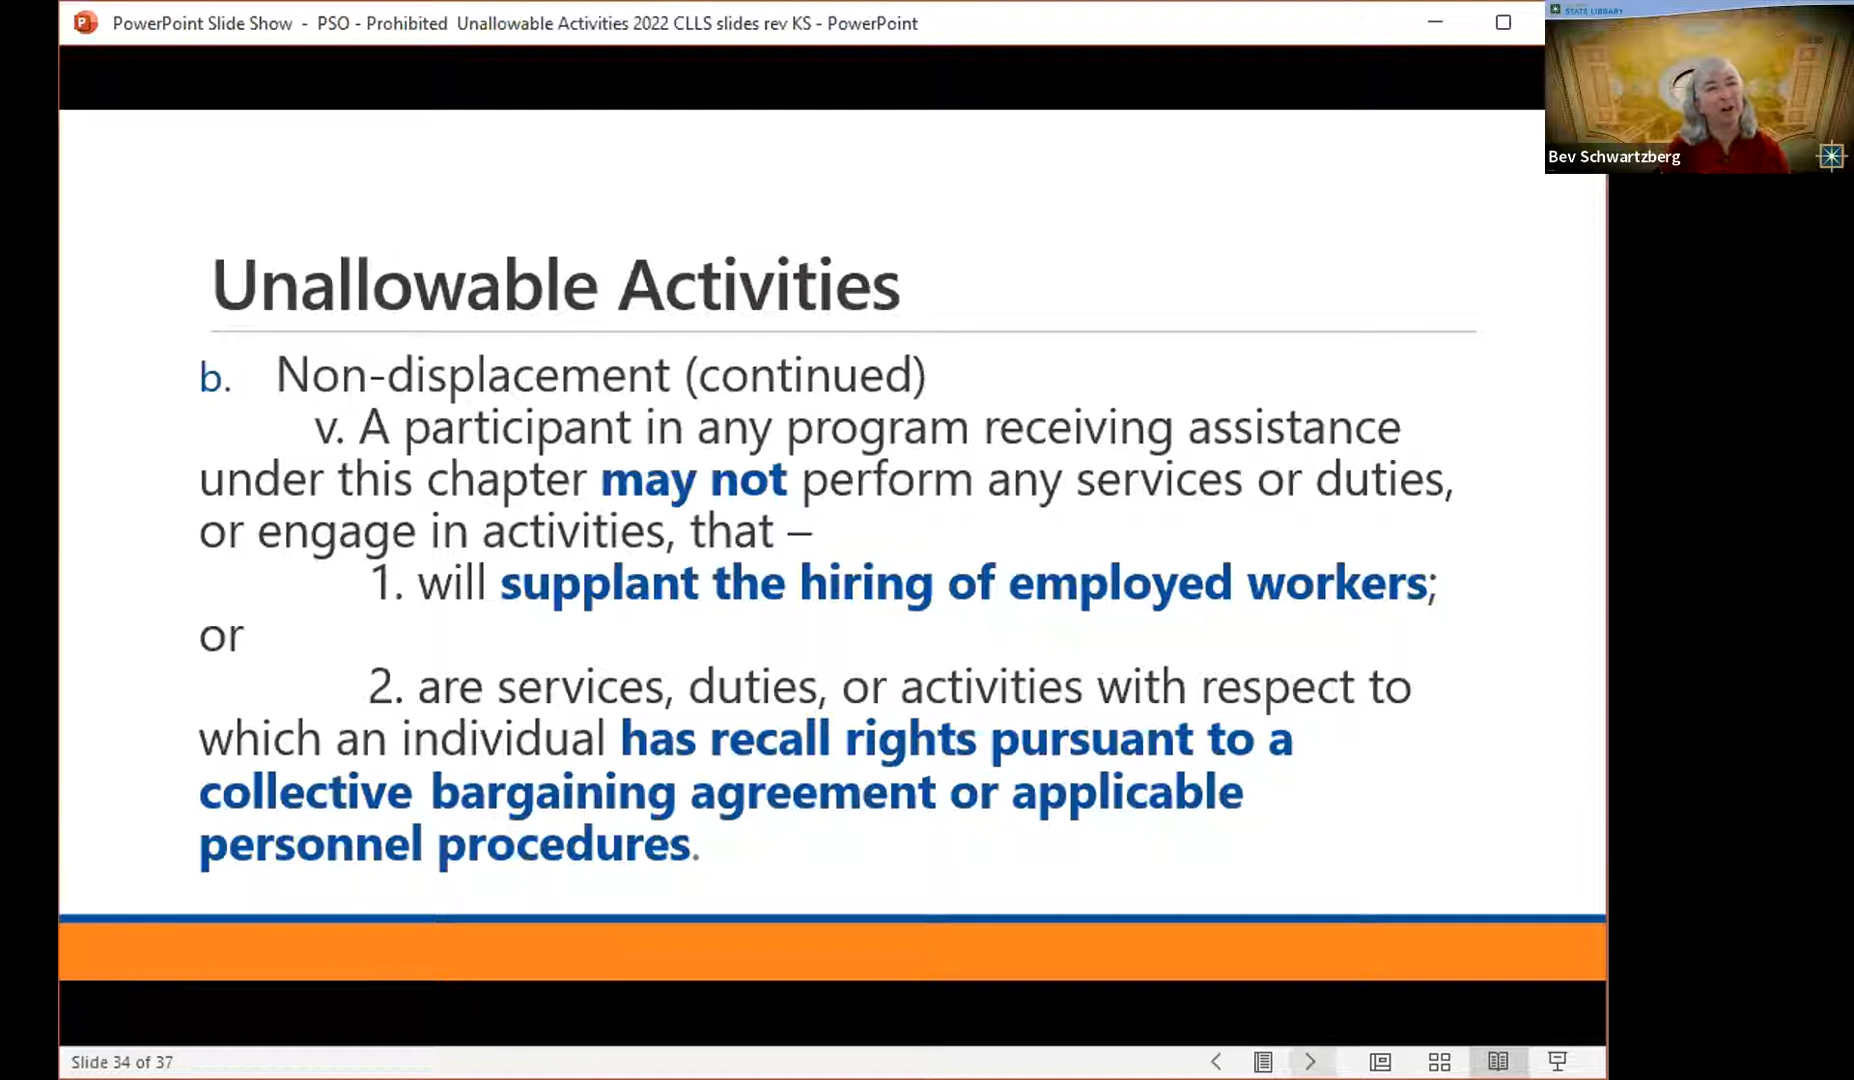 PowerPoint Slide Show - PSO - Prohibited Unallowable Activities 2022 CLLS slides rev KS - PowerPoint
STATE LIBRARY
Bev Schwartzberg
Unallowable Activities
b. Non-displacement (continued)
v. A participant in any program receiving assistance
under this chapter may not perform any services or duties,
or engage in activities, that –
1. will supplant the hiring of employed workers;
or
2. are services, duties, or activities with respect to
which an individual has recall rights pursuant to a
collective bargaining agreement or applicable
personnel procedures.
Slide 34 of 37